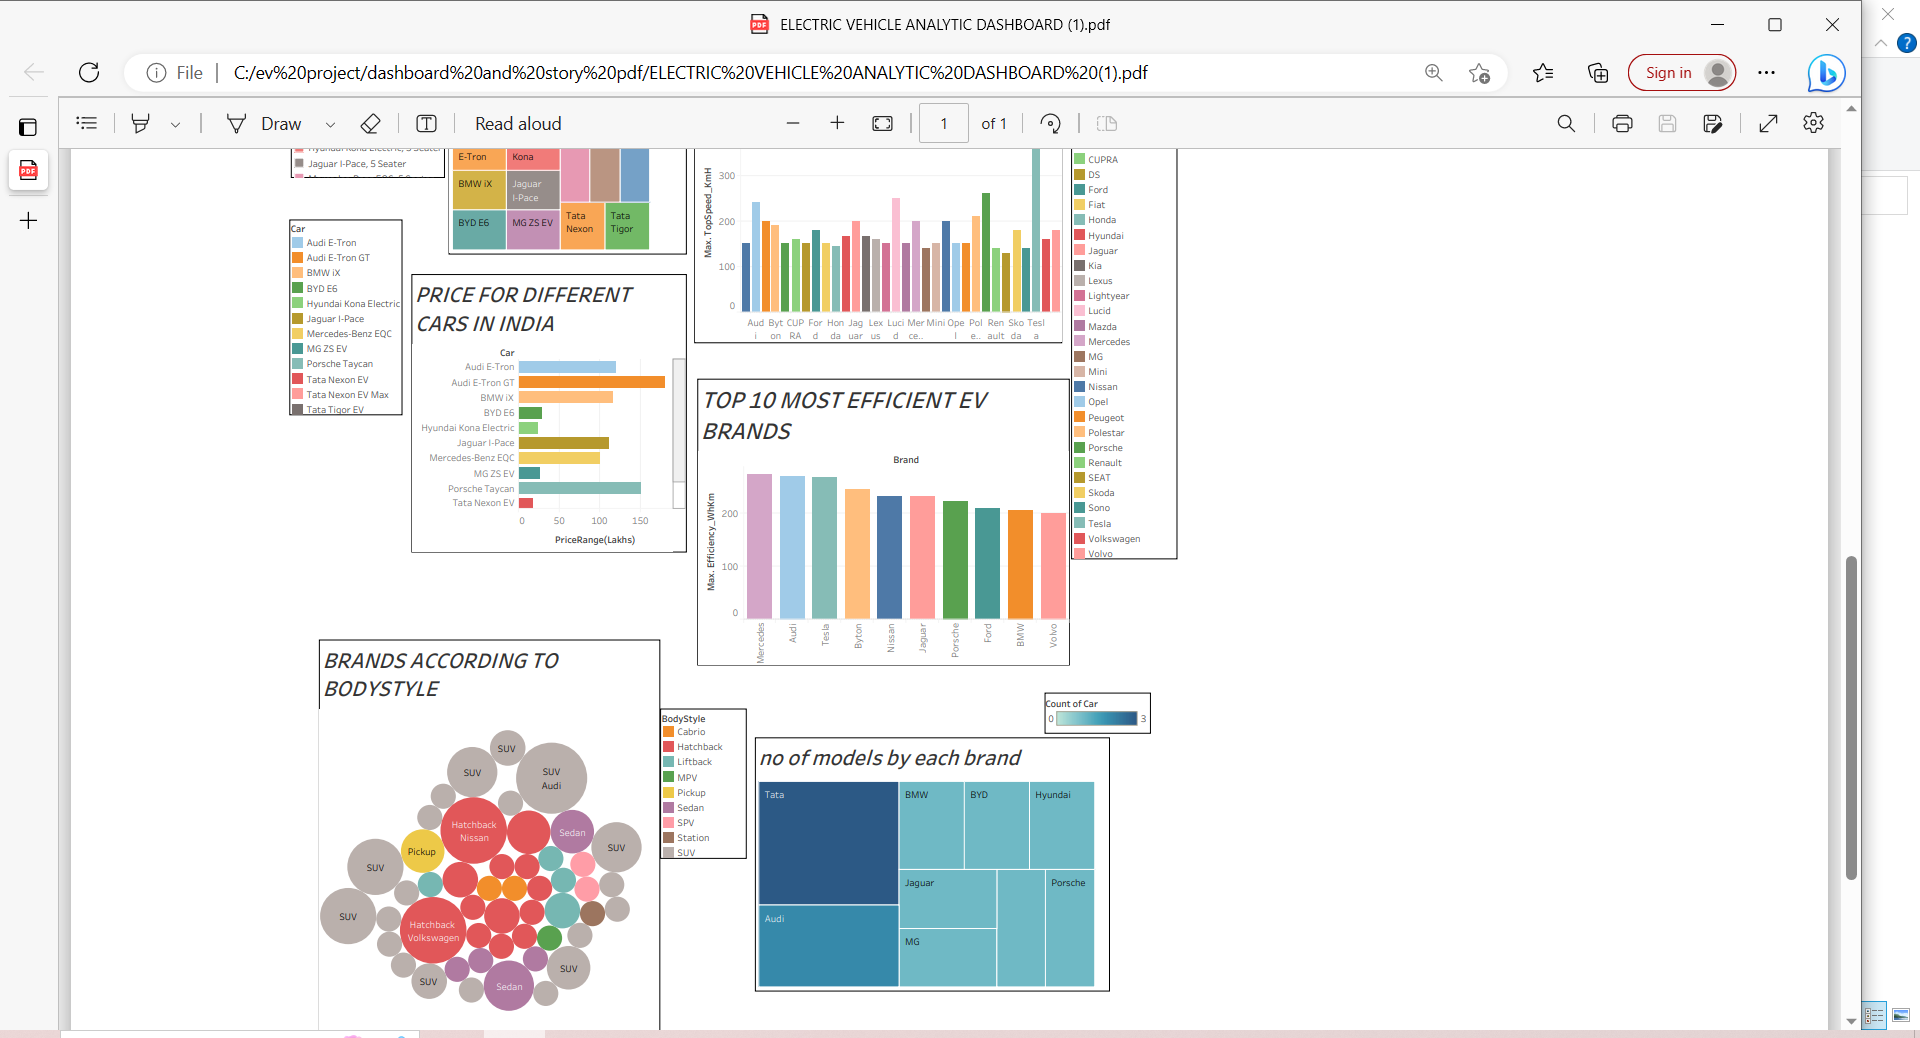 ELECTRIC VEHICLE ANALYTIC DASHBOARD (1).pdf
File
C:/ev%20project/dashboard%20and%20story%20pdf/ELECTRIC%20VEHICLE%20ANALYTIC%20DASHBOARD%20(1).pdf
Sign in
Draw
Read aloud
1
of 1
Jaguar I-Pace, 5 Seater
E-Tron
Kona
BMW iX
Jaguar
I-Pace
BYD E6
MG ZS EV
Tata
Nexon
Tata
Tigor
Max. TopSpeed_KmH
300
200
100
0
Aud
i
Byt
on
CUP
RA
For
d
Hon
da
Jag
uar
Lex
us
Luci
d
Mer
ce..
Mini
Ope
l
Pol
e..
Ren
ault
Sko
da
Tesl
a
CUPRA
DS
Ford
Fiat
Honda
Hyundai
Jaguar
Kia
Lexus
Lightyear
Lucid
Mazda
Mercedes
MG
Mini
Nissan
Opel
Peugeot
Polestar
Porsche
Renault
SEAT
Skoda
Sono
Tesla
Volkswagen
Volvo
Car
Audi E-Tron
Audi E-Tron GT
BMW iX
BYD E6
Hyundai Kona Electric
Jaguar I-Pace
Mercedes-Benz EQC
MG ZS EV
Porsche Taycan
Tata Nexon EV
Tata Nexon EV Max
Tata Tigor EV
PRICE FOR DIFFERENT
CARS IN INDIA
Car
Audi E-Tron
Audi E-Tron GT
BMW iX
BYD E6
Hyundai Kona Electric
Jaguar I-Pace
Mercedes-Benz EQC
MG ZS EV
Porsche Taycan
Tata Nexon EV
0
50
100
150
PriceRange(Lakhs)
TOP 10 MOST EFFICIENT EV
BRANDS
Brand
Max. Efficiency_WhKm
200
100
0
Mercedes
Audi
Tesla
Byton
Nissan
Jaguar
Porsche
Ford
BMW
Volvo
BRANDS ACCORDING TO
BODYSTYLE
SUV
SUV
SUV
Audi
Hatchback
Nissan
Sedan
SUV
Pickup
SUV
SUV
Hatchback
Volkswagen
SUV
SUV
Sedan
BodyStyle
Cabrio
Hatchback
Liftback
MPV
Pickup
Sedan
SPV
Station
SUV
Count of Car
0
3
no of models by each brand
Tata
BMW
BYD
Hyundai
Jaguar
Porsche
Audi
MG